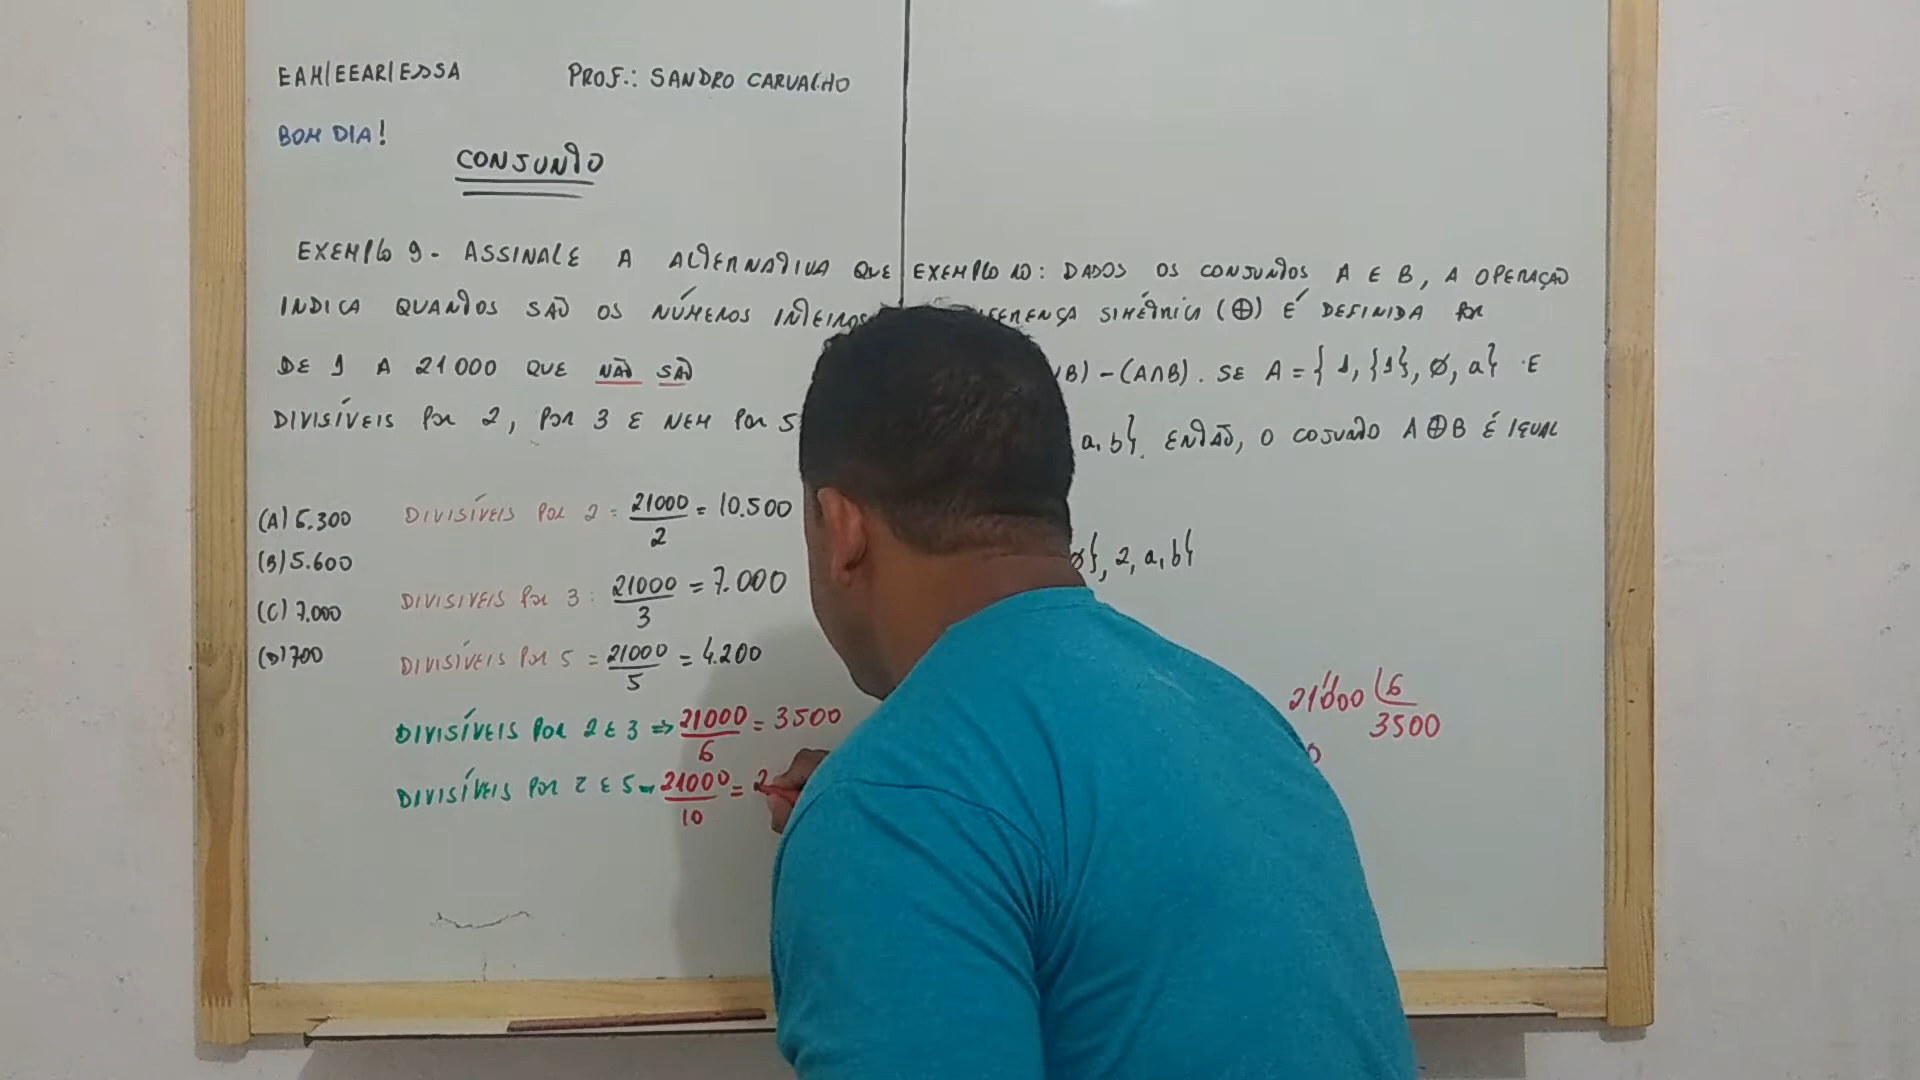 EAM/EEAR/ESSA
PROF.: SANDRO CARVALHO
BOM DIA!
CONJUNTO
EXEMPLO 9 - ASSINALE A ALTERNATIVA QUE
INDICA QUANTOS SÃO OS NÚMEROS INTEIROS
DE 1 A 21000 QUE NÃO SÃO
DIVISÍVEIS POR 2, POR 3 E NEM POR 5
(A) 6.300
(B) 5.600
(C) 7.000
(D) 700
DIVISÍVEIS POR 2 = 21000/2 = 10.500
DIVISIVEIS POR 3: 21000/3 = 7.000
DIVISÍVEIS POR 5 = 21000/5 = 4.200
DIVISÍVEIS POR 2 E 3 => 21000/6 = 3500
DIVISÍVEIS POR 2 E 5 - 21000/10 = 2
EXEMPLO 10: DADOS OS CONJUNTOS A E B, A OPERAÇÃO
SIMÉTRICA (⊕) É DEFINIDA POR
B) - (A∩B). SE A = {1, {1}, ∅, a} E
a, b}. ENTÃO, O COJUNTO A ⊕ B É IGUAL
∅}, 2, a, b}
21000 6
3500
0